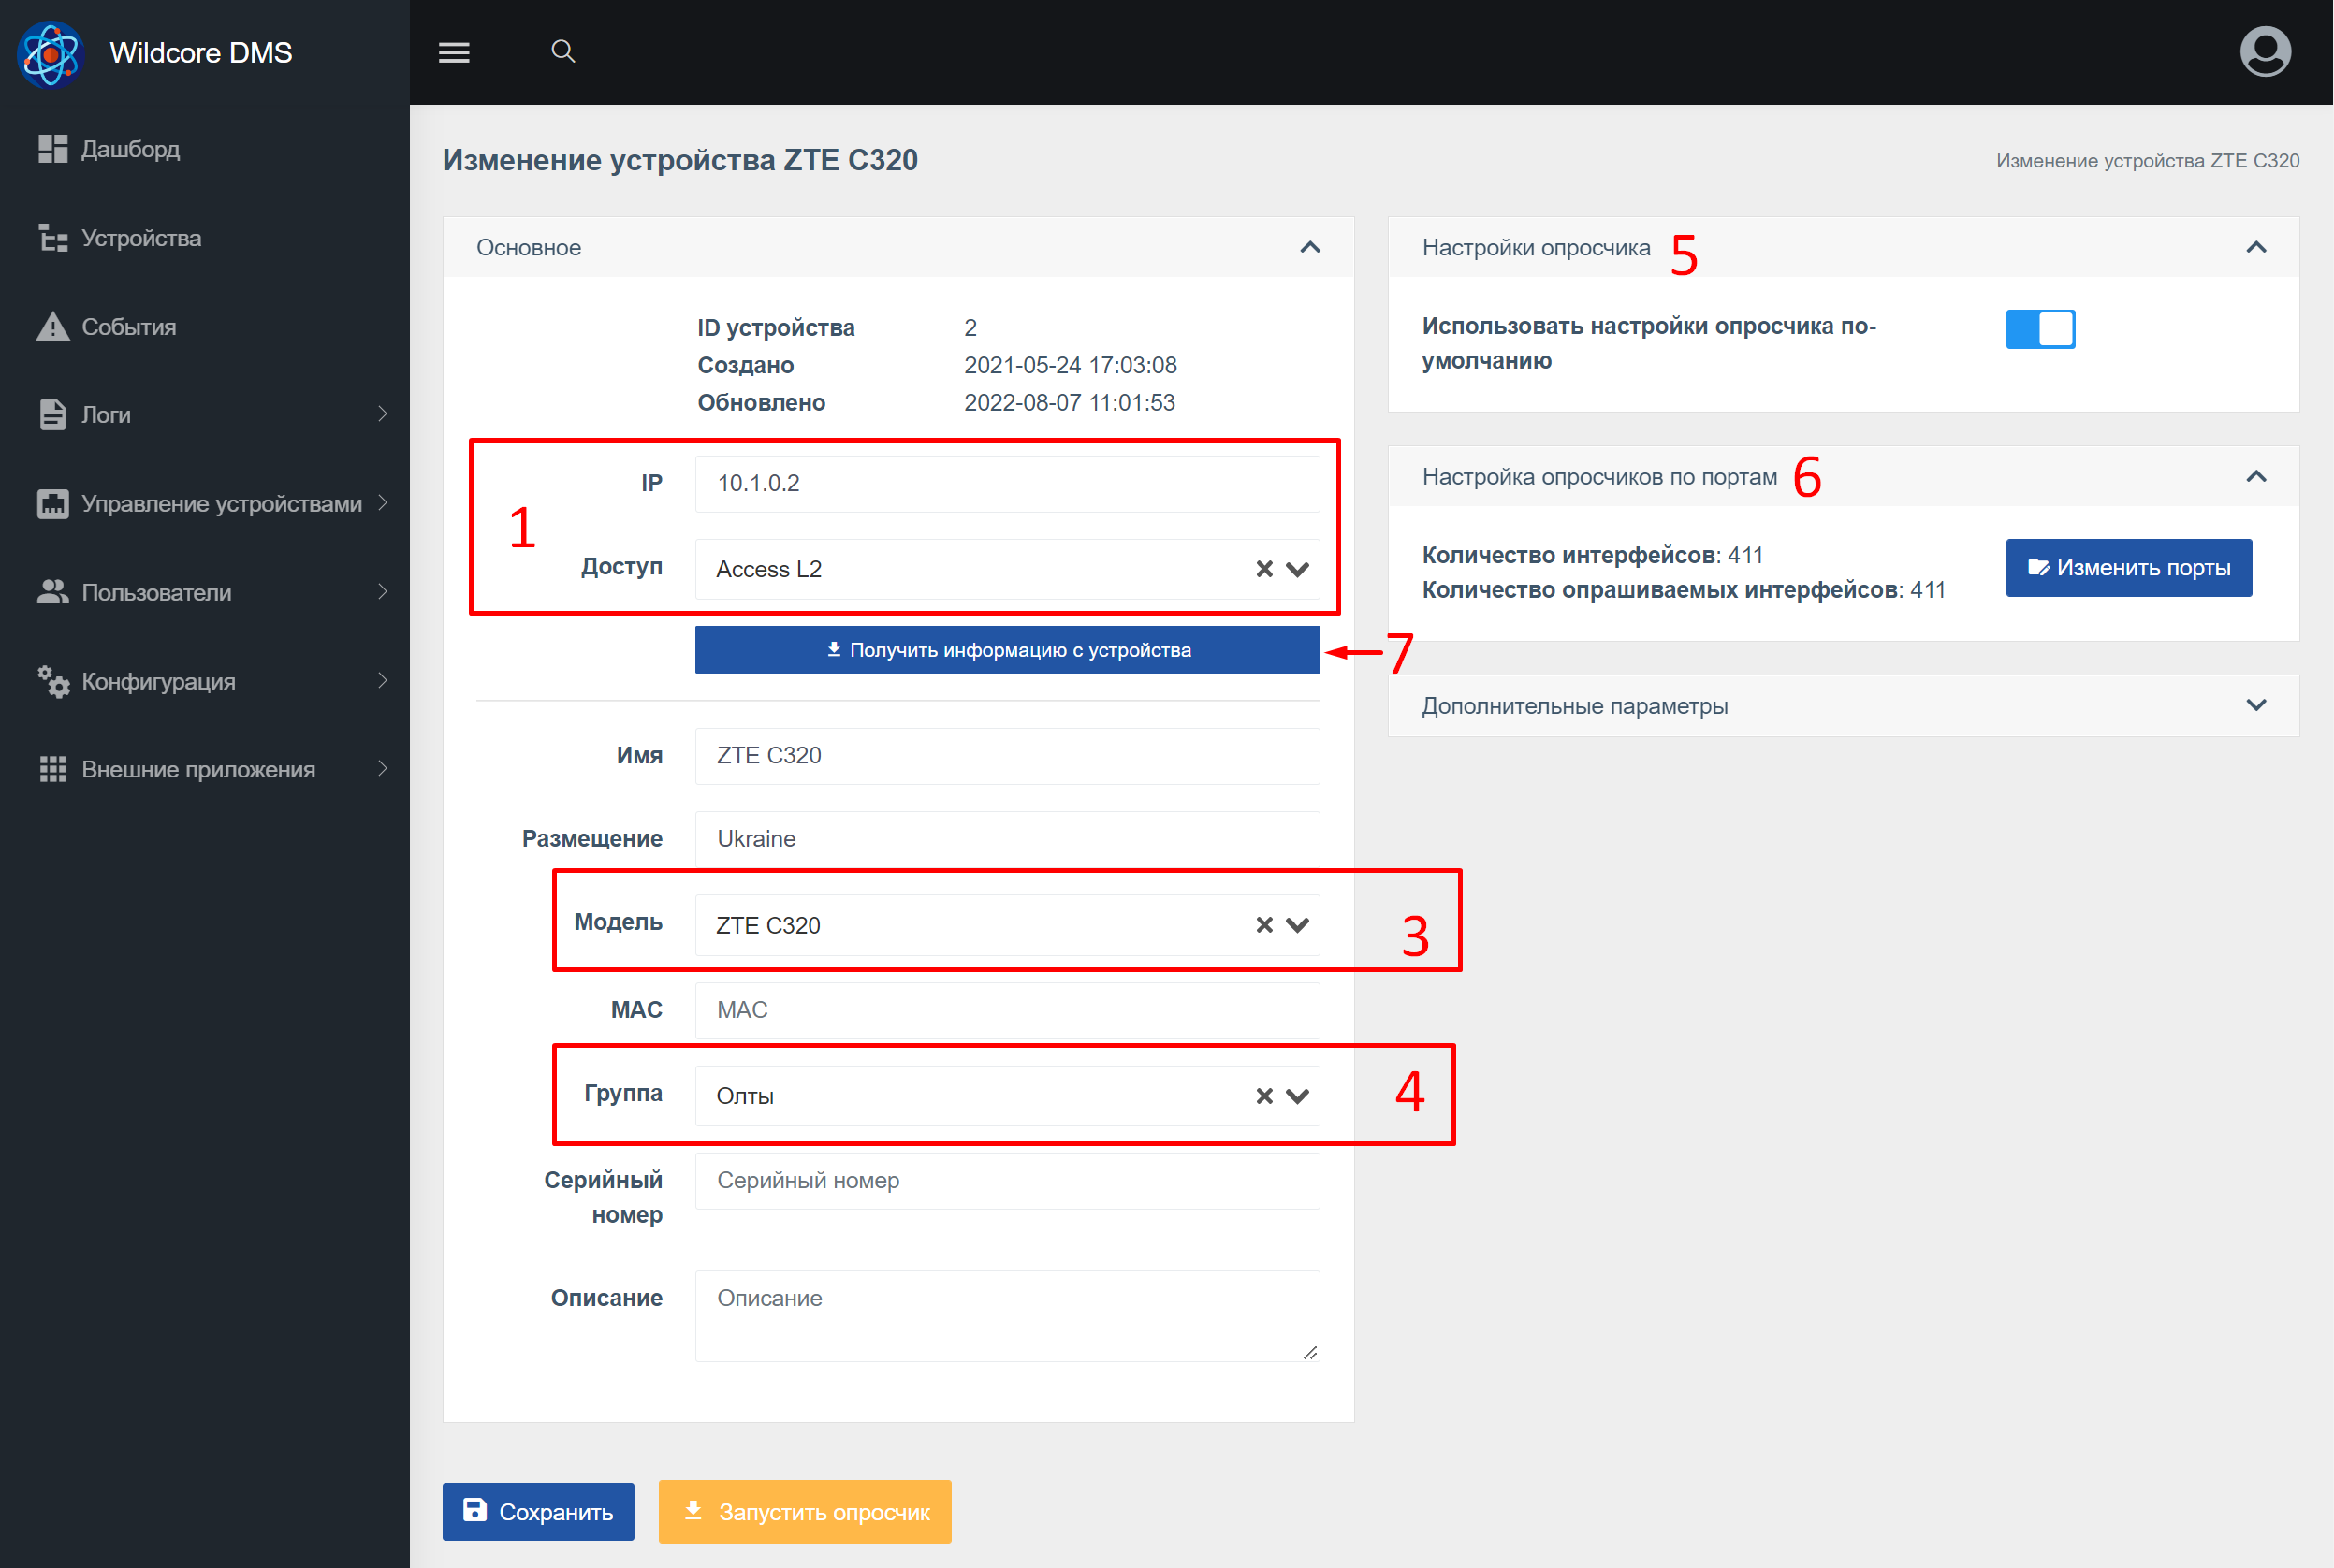 Wildcore DMS
Дашборд
Устройства
События
Логи
Управление устройствами
Пользователи
Конфигурация
Внешние приложения
Изменение устройства ZTE C320
Изменение устройства ZTE C320
Основное
ID устройства 2
Создано 2021-05-24 17:03:08
Обновлено 2022-08-07 11:01:53
1
IP 10.1.0.2
Доступ Access L2
Получить информацию с устройства
7
Имя ZTE C320
Размещение Ukraine
Модель ZTE C320
3
MAC MAC
Группа Олты
4
Серийный Серийный номер
номер
Описание Описание
Сохранить
Запустить опросчик
Настройки опросчика 5
Использовать настройки опросчика по-
умолчанию
Настройка опросчиков по портам 6
Количество интерфейсов: 411
Количество опрашиваемых интерфейсов: 411
Изменить порты
Дополнительные параметры